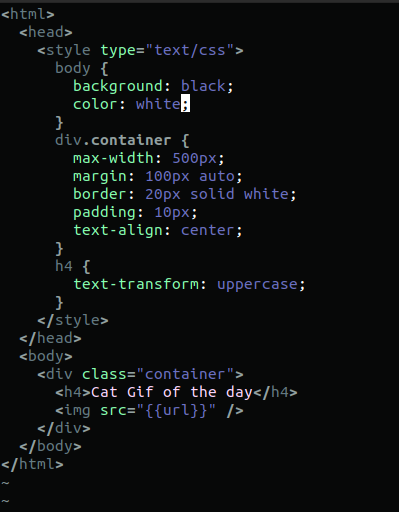 <html>
  <head>
    <style type="text/css">
      body {
        background: black;
        color: white;
      }
      div.container {
        max-width: 500px;
        margin: 100px auto;
        border: 20px solid white;
        padding: 10px;
        text-align: center;
      }
      h4 {
        text-transform: uppercase;
      }
    </style>
  </head>
  <body>
    <div class="container">
      <h4>Cat Gif of the day</h4>
      <img src="{{url}}" />
    </div>
  </body>
</html>
~
~